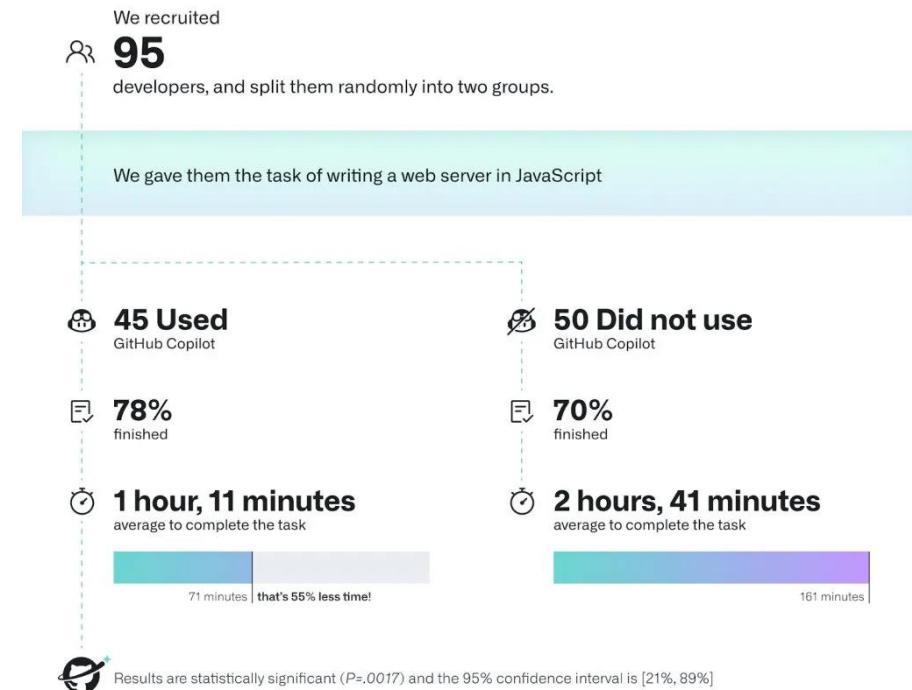 We recruited
95
developers, and split them randomly into two groups.
We gave them the task of writing a web server in JavaScript
45 Used
GitHub Copilot
78%
finished
1 hour, 11 minutes
average to complete the task
71 minutes
that's 55% less time!
50 Did not use
GitHub Copilot
70%
finished
2 hours, 41 minutes
average to complete the task
161 minutes
Results are statistically significant (P=.0017) and the 95% confidence interval is [21%, 89%]